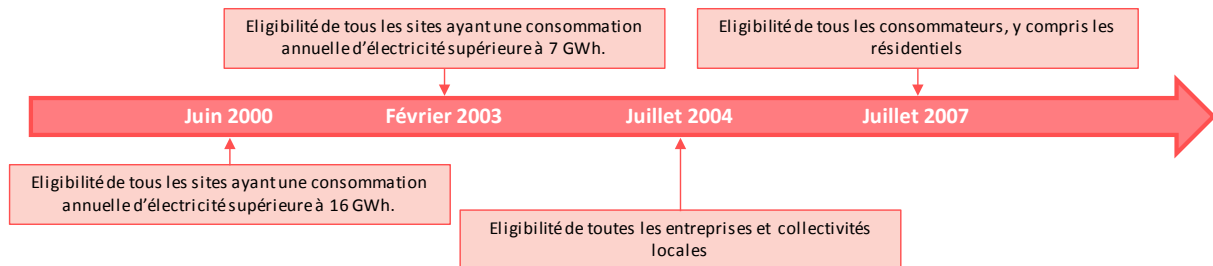 Eligibilité de tous les sites ayant une consommation
annuelle d'électricité supérieure à 7 GWh.
Eligibilité de tous les consommateurs, y compris les
résidentiels
Juin 2000
Février 2003
Juillet 2004
Juillet 2007
Eligibilité de tous les sites ayant une consommation
annuelle d'électricité supérieure à 16 GWh.
Eligibilité de toutes les entreprises et collectivités
locales